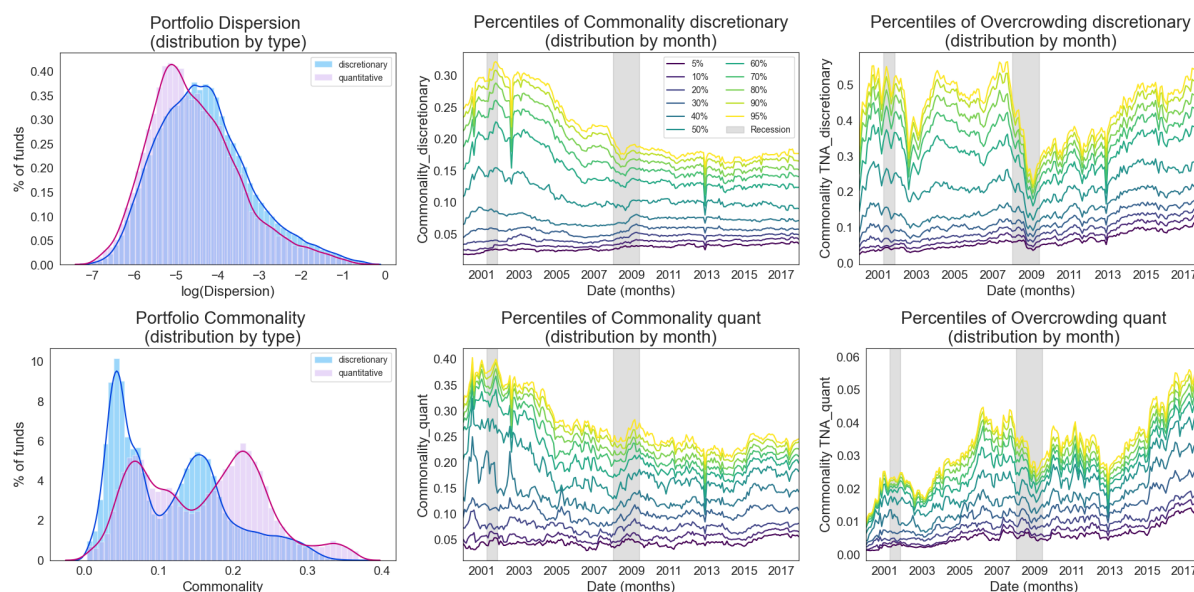 Portfolio Dispersion
(distribution by type)
% of funds
0.40
0.35
0.30
0.25
0.20
0.15
0.10
0.05
0.00
discretionary
quantitative
-7 -6 -5 -4 -3 -2 -1 0
log(Dispersion)
Percentiles of Commonality discretionary
(distribution by month)
Commonality_discretionary
0.30
0.25
0.20
0.15
0.10
0.05
5% 60%
10% 70%
20% 80%
30% 90%
40% 95%
50% Recession
2001 2003 2005 2007 2009 2011 2013 2015 2017
Date (months)
Percentiles of Overcrowding discretionary
(distribution by month)
Commonality TNA_discretionary
0.5
0.4
0.3
0.2
0.1
0.0
2001 2003 2005 2007 2009 2011 2013 2015 2017
Date (months)
Portfolio Commonality
(distribution by type)
% of funds
10
8
6
4
2
0
discretionary
quantitative
0.0 0.1 0.2 0.3 0.4
Commonality
Percentiles of Commonality quant
(distribution by month)
Commonality_quant
0.40
0.35
0.30
0.25
0.20
0.15
0.10
0.05
2001 2003 2005 2007 2009 2011 2013 2015 2017
Date (months)
Percentiles of Overcrowding quant
(distribution by month)
Commonality TNA_quant
0.06
0.05
0.04
0.03
0.02
0.01
0.00
2001 2003 2005 2007 2009 2011 2013 2015 2017
Date (months)